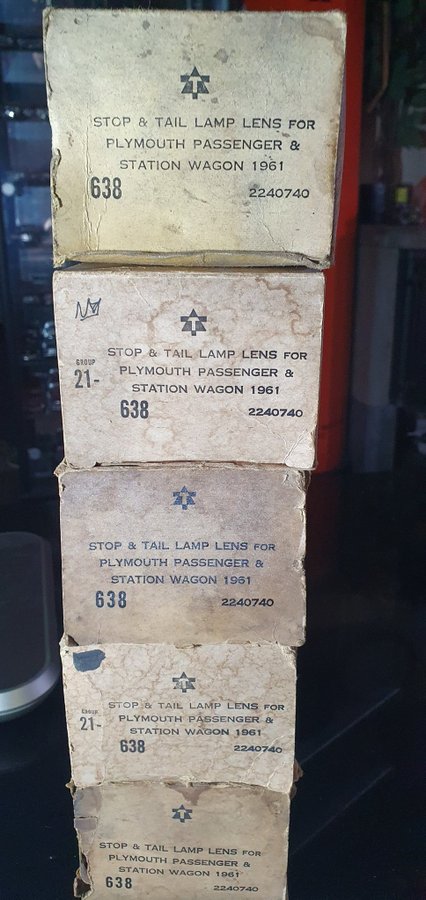 T
STOP & TAIL LAMP LENS FOR
PLYMOUTH PASSENGER &
STATION WAGON 1961
638 2240740
T
GROUP
21-
STOP & TAIL LAMP LENS FOR
PLYMOUTH PASSENGER &
STATION WAGON 1961
638 2240740
T
STOP & TAIL LAMP LENS FOR
PLYMOUTH PASSENGER &
STATION WAGON 1961
638 2240740
T
GROUP
21-
STOP & TAIL LAMP LENS FOR
PLYMOUTH PASSENGER &
STATION WAGON 1961
638 2240740
T
STOP & TAIL LAMP LENS FOR
PLYMOUTH PASSENGER &
STATION WAGON 1961
638 2240740